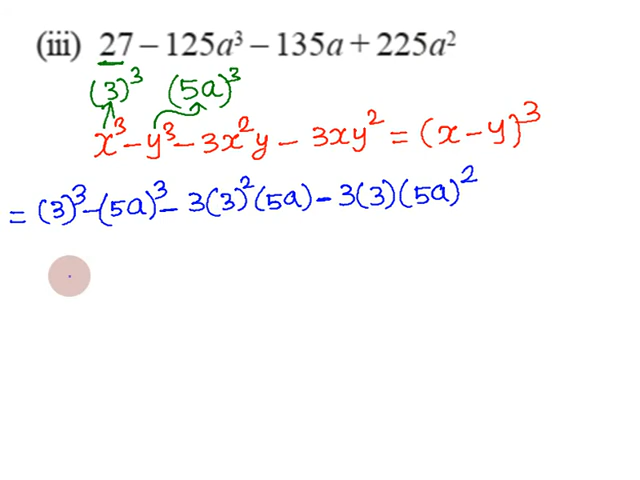 (iii) 27 – 125a³ – 135a + 225a²
(3)³ (5a)³
x³ - y³ - 3x²y - 3xy² = (x - y)³
= (3)³ - (5a)³ - 3(3)²(5a) - 3(3)(5a)²